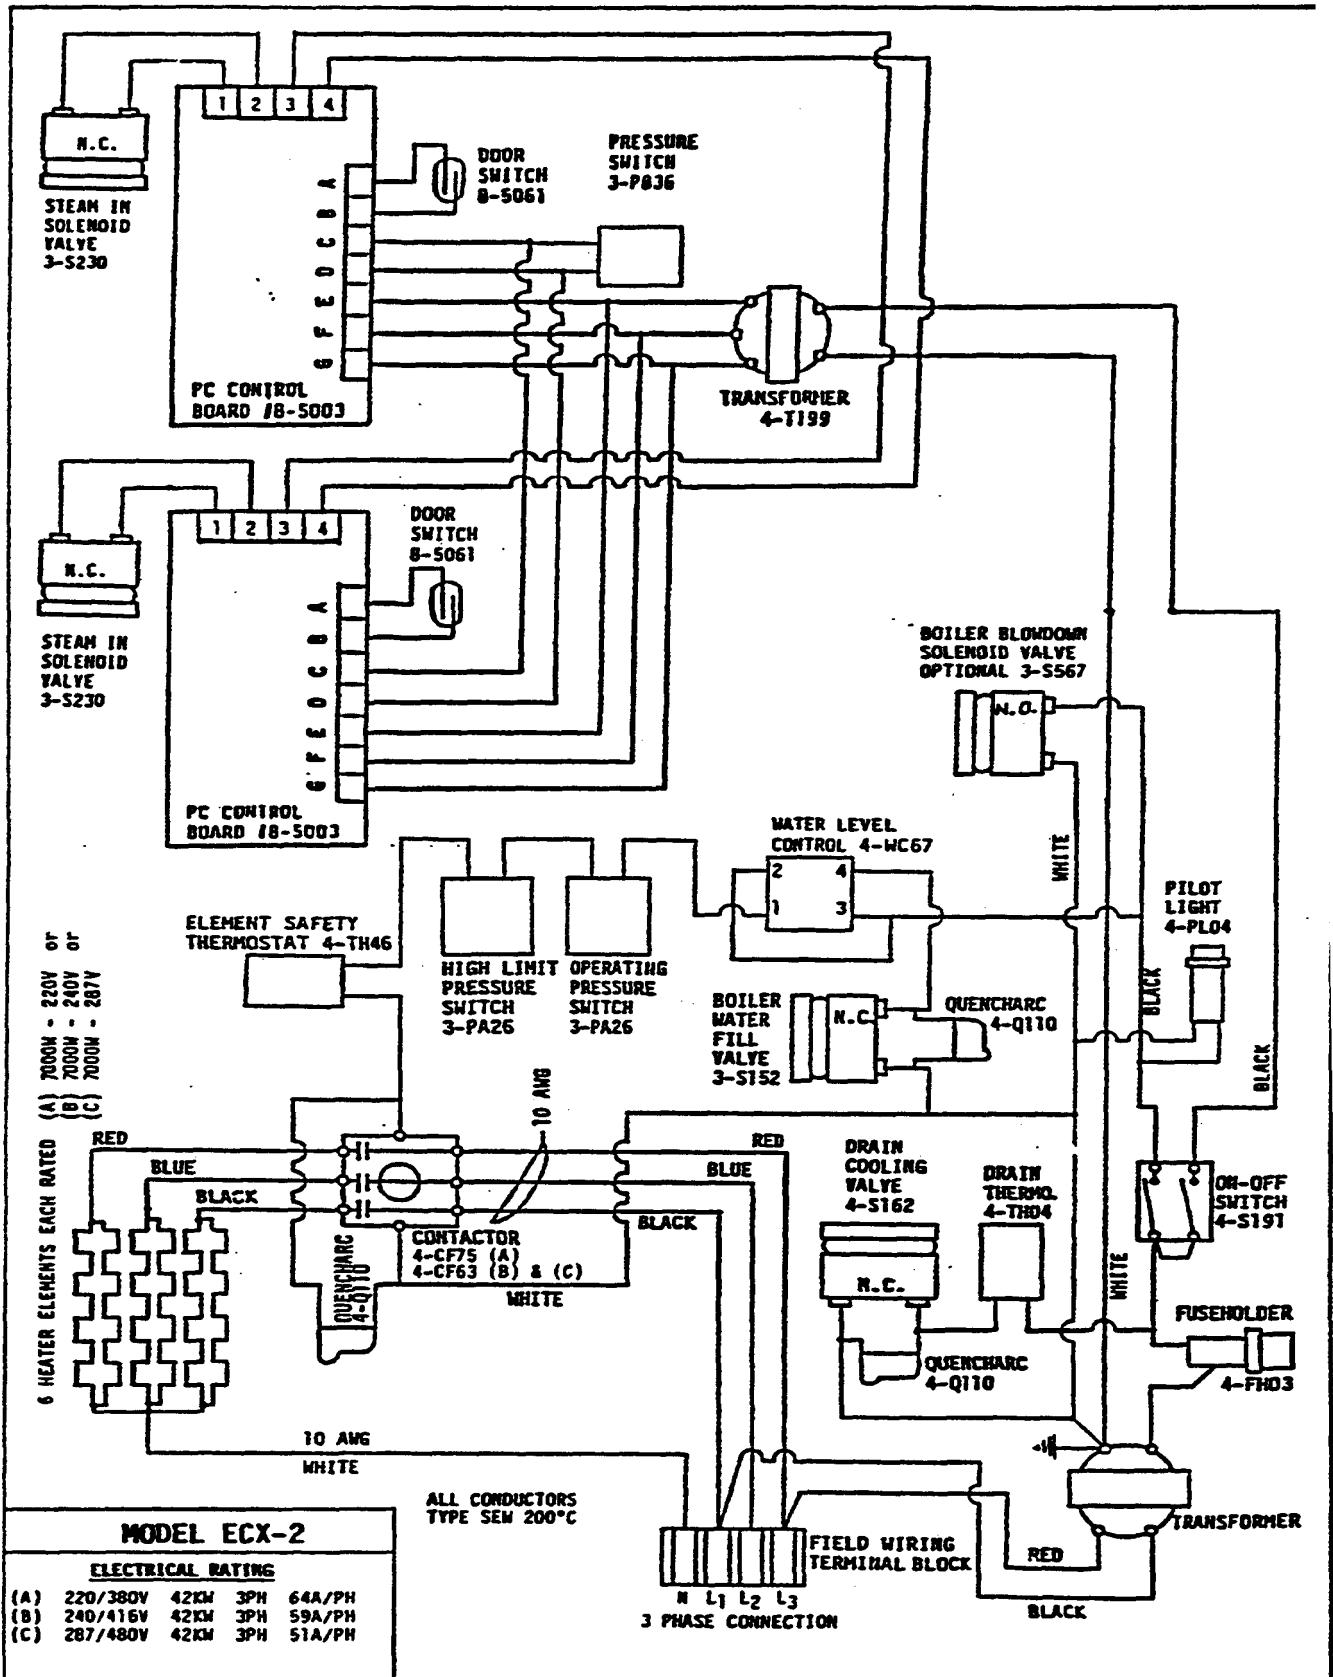 1 2 3 4
N.C.
STEAM IN
SOLENOID
VALVE
3-S230
A
B
C
D
E
F
G
DOOR
SWITCH
8-5061
PRESSURE
SWITCH
3-P836
PC CONTROL
BOARD #8-5003
TRANSFORMER
4-T199
1 2 3 4
N.C.
STEAM IN
SOLENOID
VALVE
3-S230
DOOR
SWITCH
8-5061
A
B
C
D
E
F
G
PC CONTROL
BOARD #8-5003
BOILER BLOWDOWN
SOLENOID VALVE
OPTIONAL 3-S567
N.O.
WATER LEVEL
CONTROL 4-WC67
2 4
1 3
WHITE
PILOT
LIGHT
4-PL04
ELEMENT SAFETY
THERMOSTAT 4-TH46
HIGH LIMIT
PRESSURE
SWITCH
3-PA26
OPERATING
PRESSURE
SWITCH
3-PA26
BOILER
WATER
FILL
VALVE
3-S152
N.C.
QUENCHARC
4-Q110
BLACK
BLACK
6 HEATER ELEMENTS EACH RATED (A) 7000W - 220V or
(B) 7000W - 240V or
(C) 7000W - 287V
RED
BLUE
BLACK
10 AWG
RED
BLUE
BLACK
CONTACTOR
4-CF75 (A)
4-CF63 (B) & (C)
QUENCHARC
4-Q110
WHITE
DRAIN
COOLING
VALVE
4-S162
N.C.
DRAIN
THERMO.
4-TH04
ON-OFF
SWITCH
4-S191
WHITE
QUENCHARC
4-Q110
FUSEHOLDER
4-FH03
10 AWG
WHITE
ALL CONDUCTORS
TYPE SEW 200°C
TRANSFORMER
RED
BLACK
FIELD WIRING
TERMINAL BLOCK
N L1 L2 L3
3 PHASE CONNECTION
MODEL ECX-2
ELECTRICAL RATING
(A) 220/380V 42KW 3PH 64A/PH
(B) 240/416V 42KW 3PH 59A/PH
(C) 287/480V 42KW 3PH 51A/PH